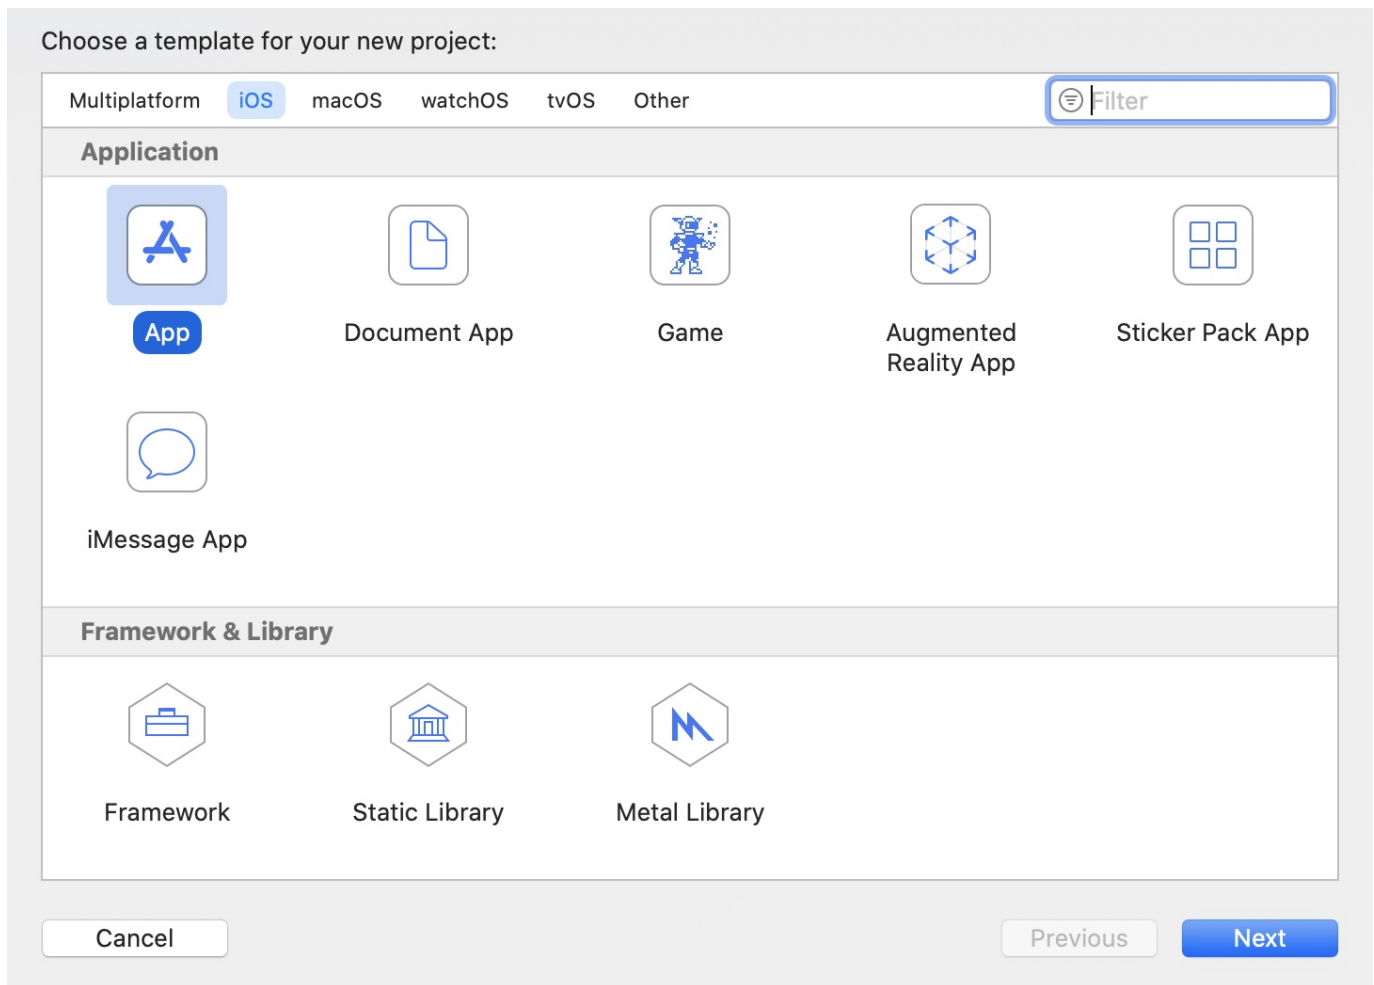 Choose a template for your new project:
Multiplatform iOS macOS watchOS tvOS Other Filter
Application
App Document App Game Augmented Reality App Sticker Pack App
iMessage App
Framework & Library
Framework Static Library Metal Library
Cancel Previous Next